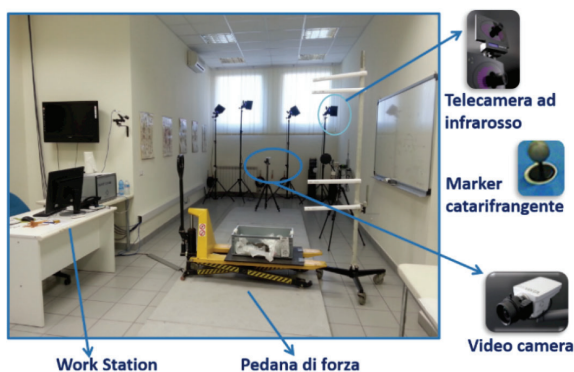 Telecamera ad
infrarosso
Marker
catarifrangente
Video camera
Work Station
Pedana di forza